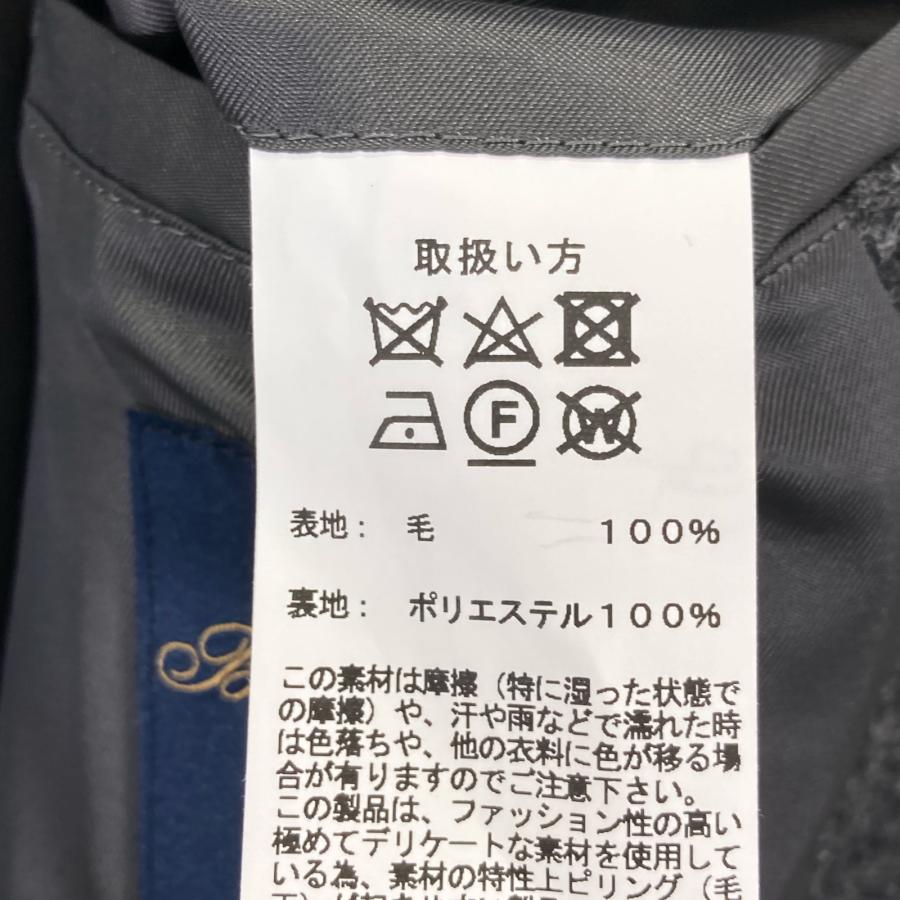 取扱い方
F W
表地： 毛 １００％
裏地： ポリエステル１００％
この素材は摩擦（特に湿った状態で
の摩擦）や、汗や雨などで濡れた時
は色落ちや、他の衣料に色が移る場
合が有りますのでご注意下さい。
この製品は、ファッション性の高い
極めてデリケートな素材を使用して
いる為、素材の特性上ピリング（毛